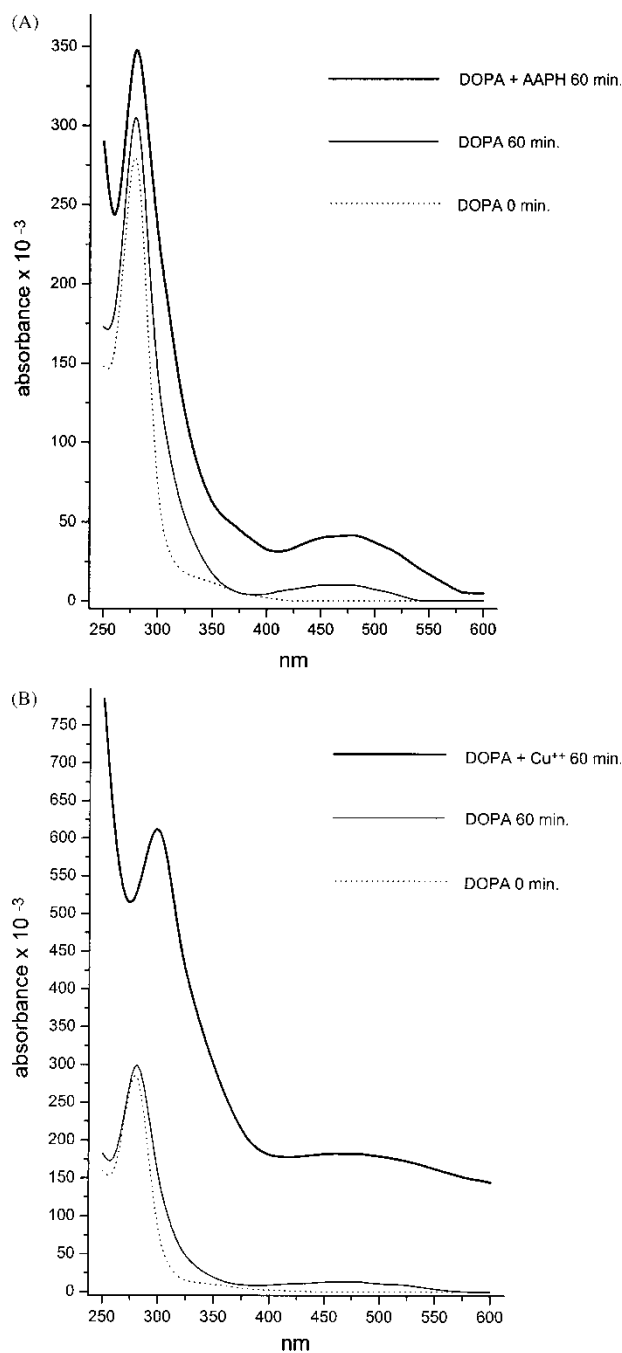 (A)
350
300
250
200
150
100
50
0
absorbance x 10 -3
DOPA + AAPH 60 min.
DOPA 60 min.
DOPA 0 min.
250 300 350 400 450 500 550 600
nm
(B)
750
700
650
600
550
500
450
400
350
300
250
200
150
100
50
0
absorbance x 10 -3
DOPA + Cu++ 60 min.
DOPA 60 min.
DOPA 0 min.
250 300 350 400 450 500 550 600
nm